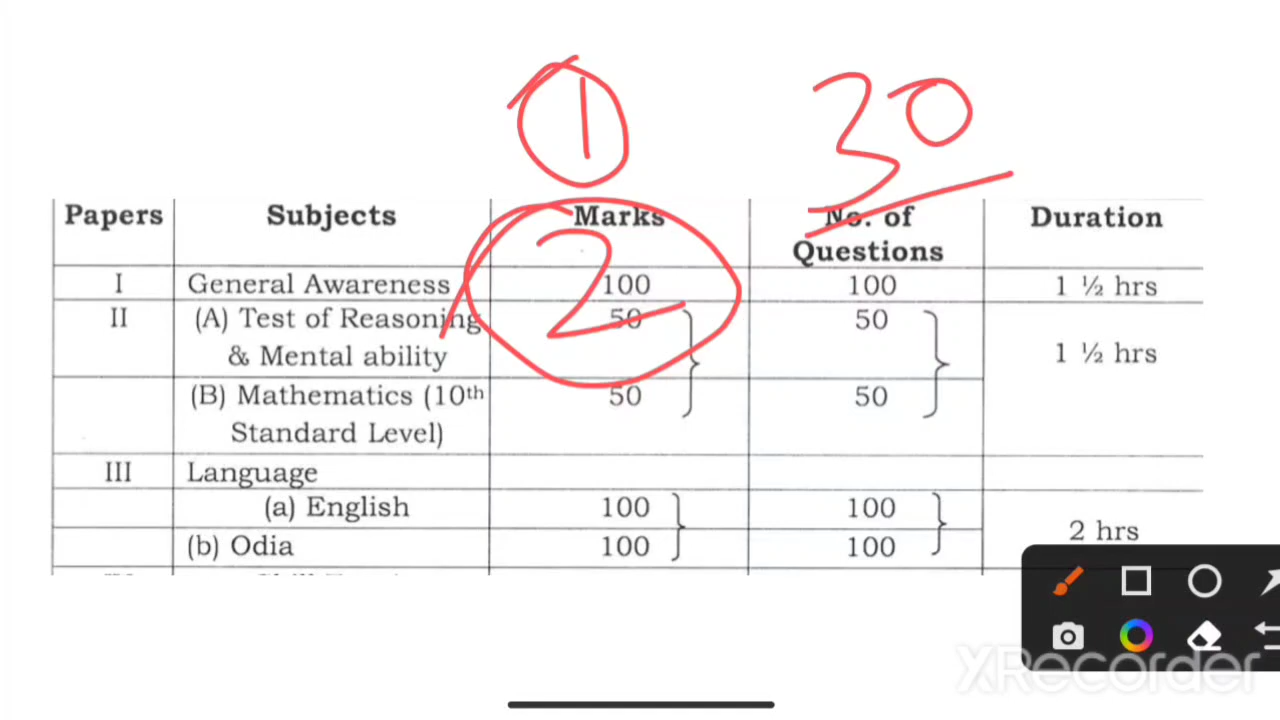 1
30
Papers Subjects Marks No. of Questions Duration
2
I General Awareness 100 100 1 ½ hrs
II (A) Test of Reasoning & Mental ability 50 50 1 ½ hrs
(B) Mathematics (10th Standard Level) 50 50
III Language
(a) English 100 100 2 hrs
(b) Odia 100 100
XRecorder